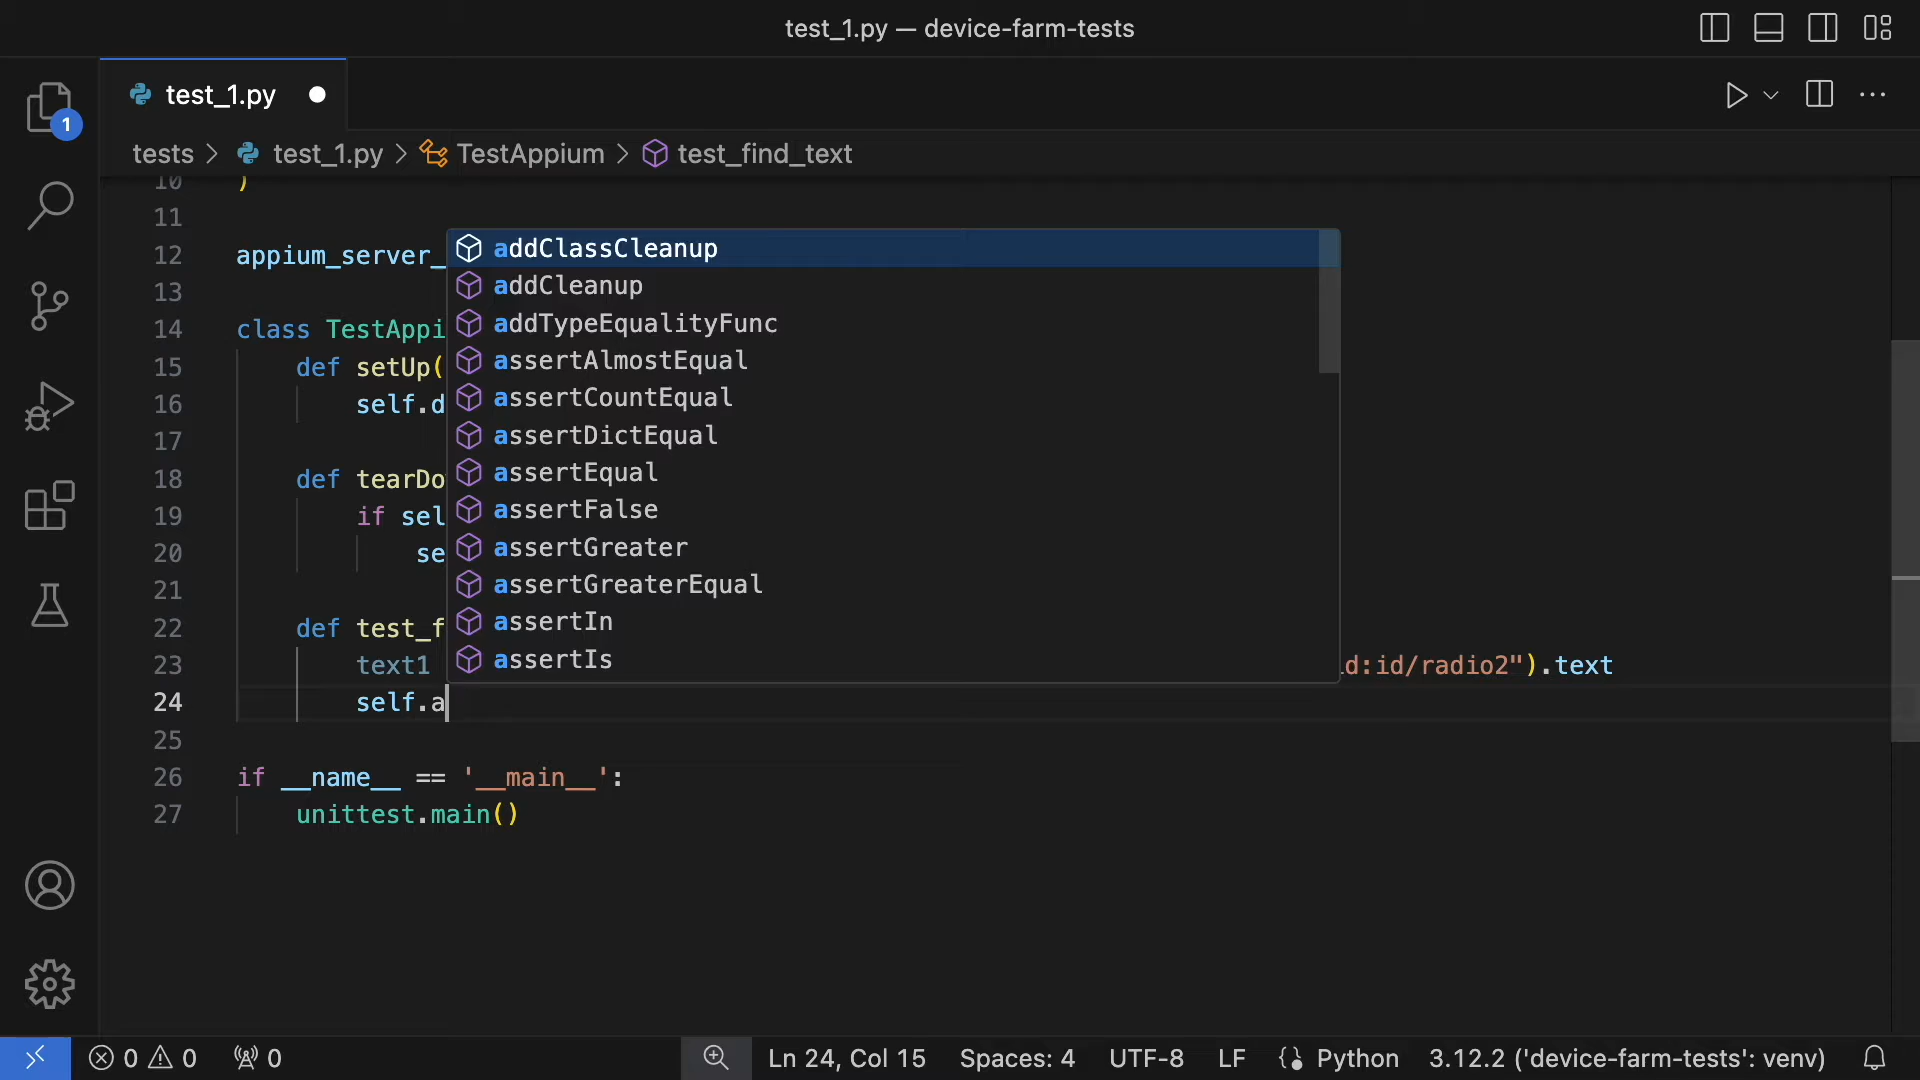 test_1.py — device-farm-tests
test_1.py
1
tests > test_1.py > TestAppium > test_find_text
10 )
11
12 appium_server_
13
14 class TestAppi
15 def setUp(
16 self.d
17
18 def tearDo
19 if sel
20 se
21
22 def test_f
23 text1 d:id/radio2").text
24 self.a
25
26 if __name__ == '__main__':
27 unittest.main()
addClassCleanup
addCleanup
addTypeEqualityFunc
assertAlmostEqual
assertCountEqual
assertDictEqual
assertEqual
assertFalse
assertGreater
assertGreaterEqual
assertIn
assertIs
0 0 0 Ln 24, Col 15 Spaces: 4 UTF-8 LF Python 3.12.2 ('device-farm-tests': venv)